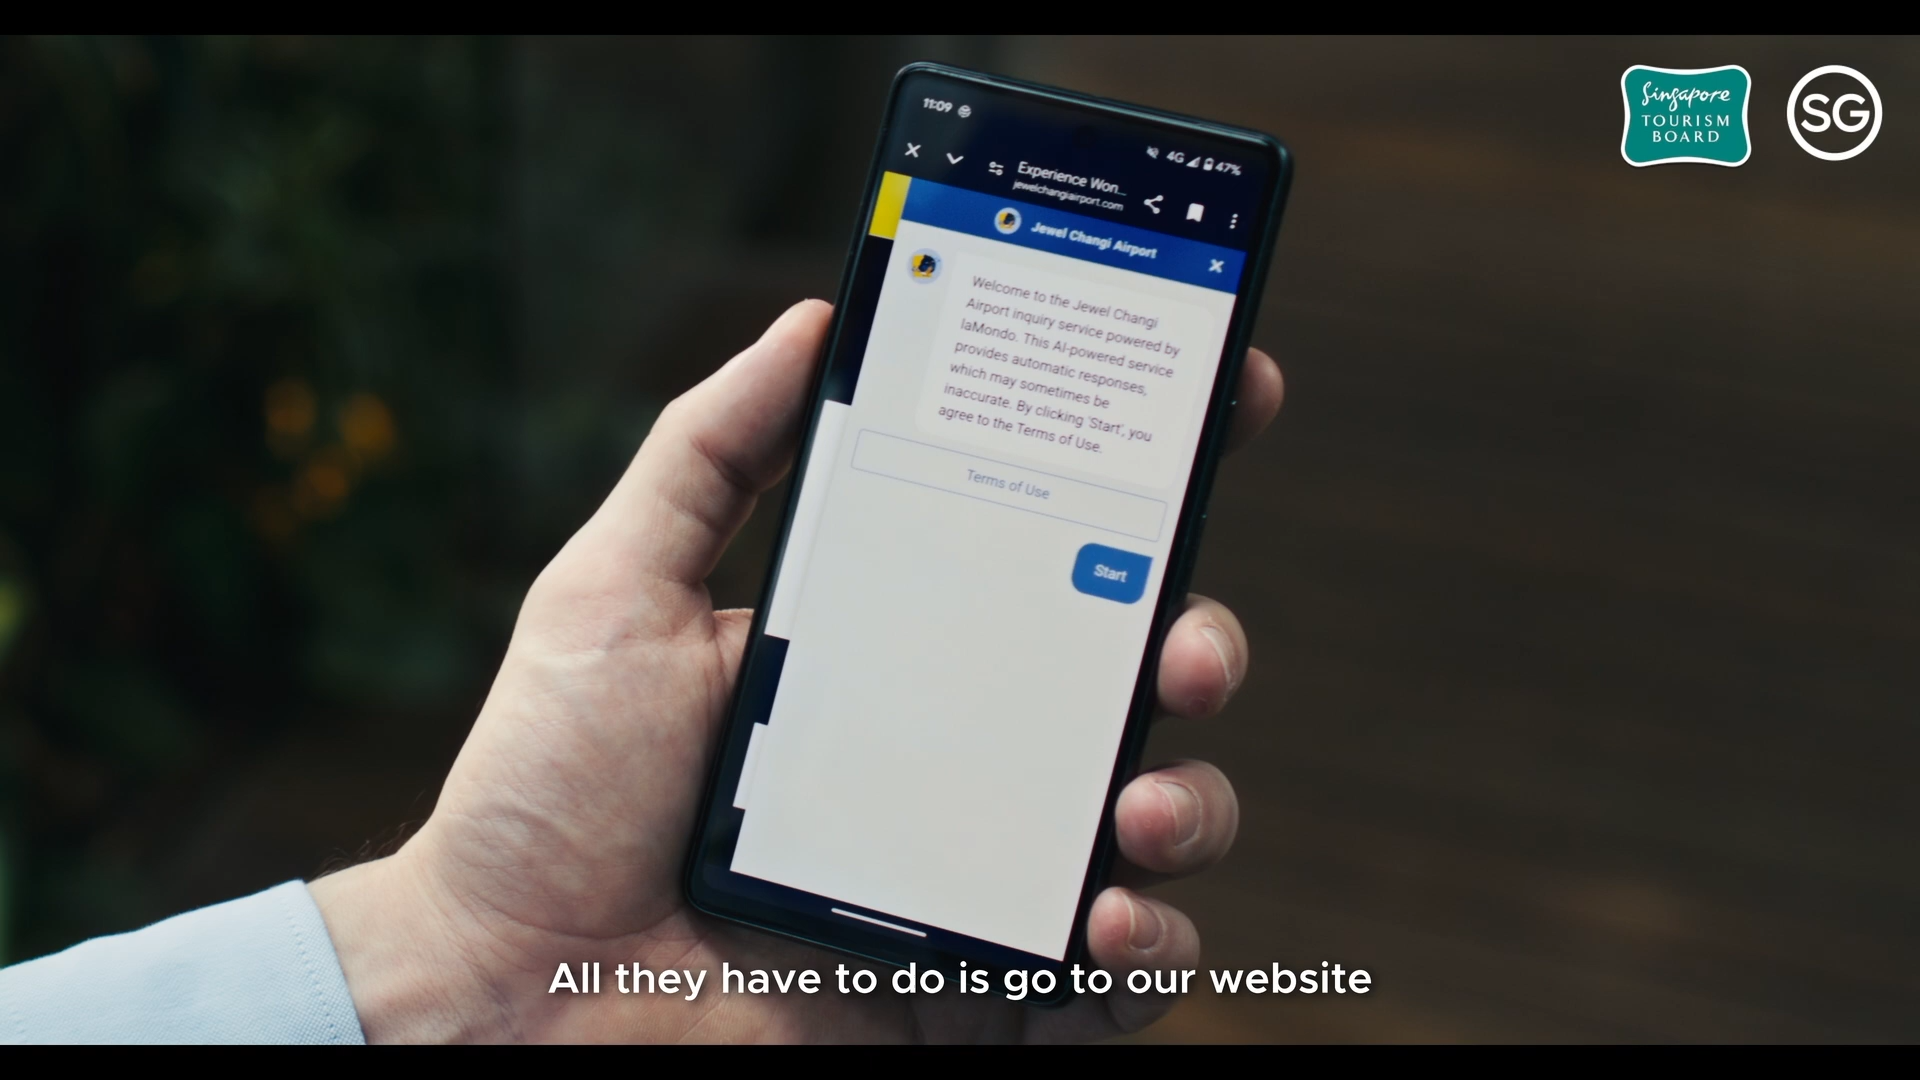 Singapore
TOURISM
BOARD
SG
11:09
4G 47%
Experience Won...
jewelchangiairport.com
Jewel Changi Airport
Welcome to the Jewel Changi
Airport inquiry service powered by
laMondo. This AI-powered service
provides automatic responses,
which may sometimes be
inaccurate. By clicking 'Start', you
agree to the Terms of Use.
Terms of Use
Start
All they have to do is go to our website